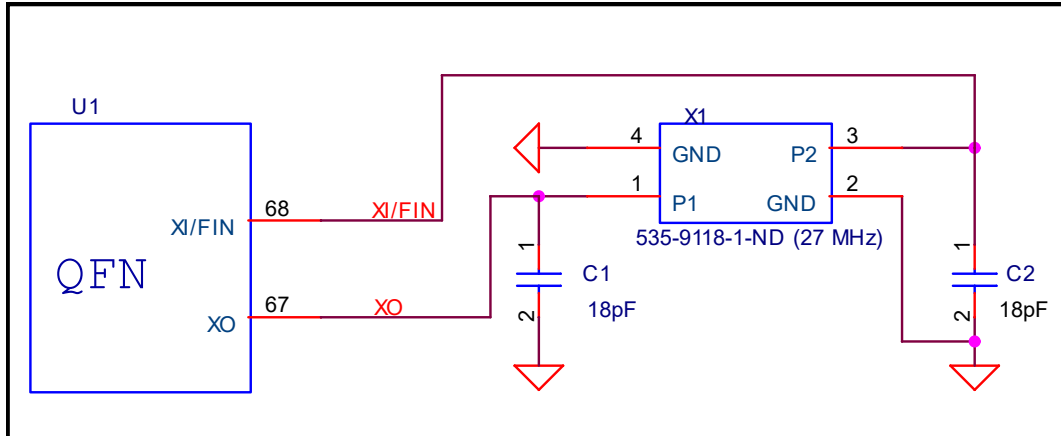 U1
X1
4
GND
P2
3
1
P1
GND
2
535-9118-1-ND (27 MHz)
XI/FIN
68
XI/FIN
QFN
XO
67
XO
1
C1
18pF
2
1
C2
18pF
2